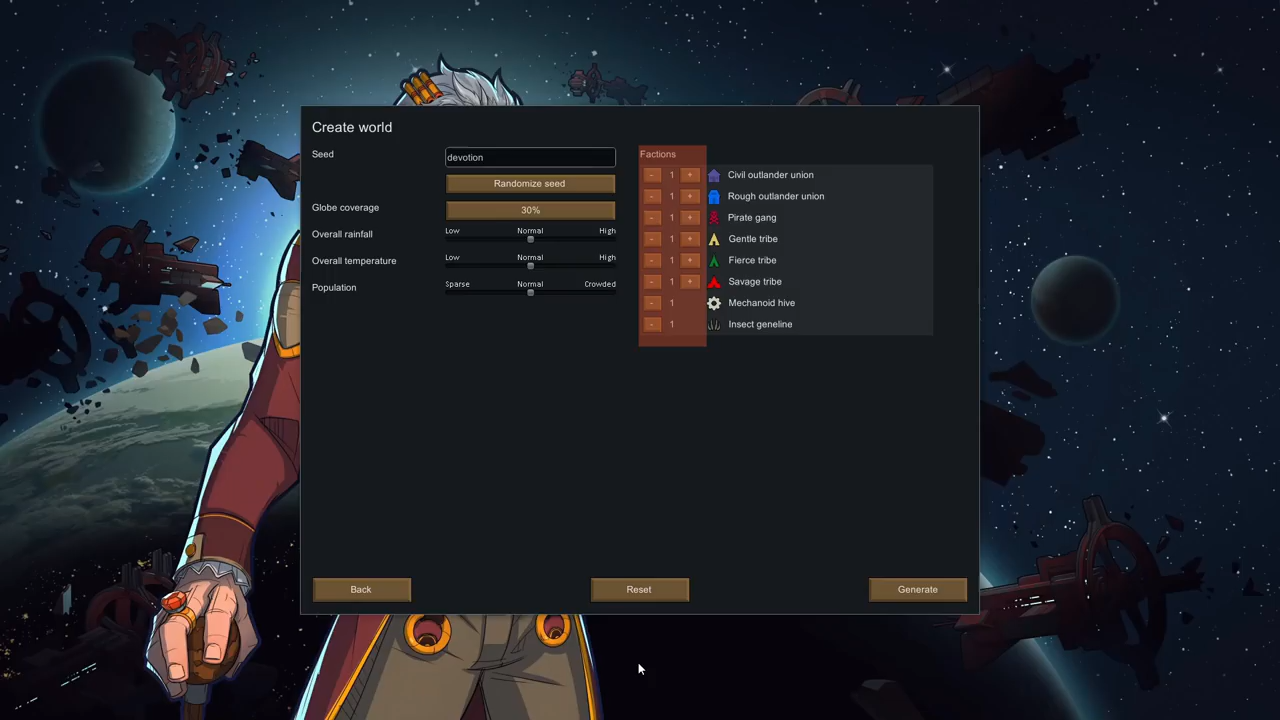 Create world
Seed
devotion
Randomize seed
Globe coverage
30%
Overall rainfall
Low Normal High
Overall temperature
Low Normal High
Population
Sparse Normal Crowded
Factions
- 1 + Civil outlander union
- 1 + Rough outlander union
- 1 + Pirate gang
- 1 + Gentle tribe
- 1 + Fierce tribe
- 1 + Savage tribe
- 1 Mechanoid hive
- 1 Insect geneline
Back Reset Generate